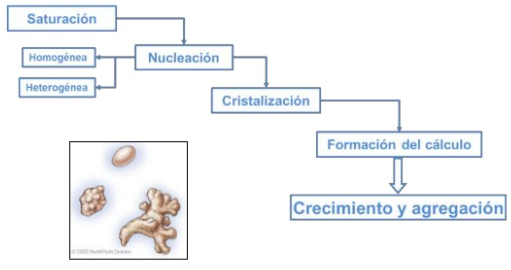 Saturación
Homogénea
Nucleación
Heterogénea
Cristalización
Formación del cálculo
Crecimiento y agregación